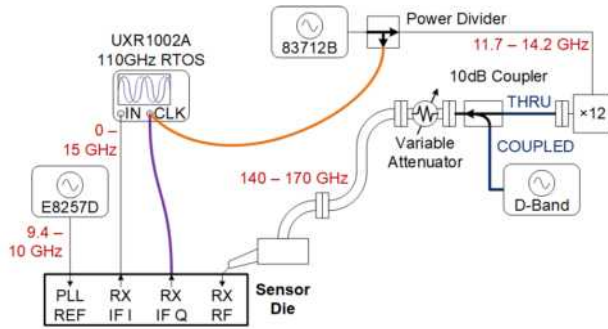 UXR1002A
110GHz RTOS
IN
CLK
83712B
Power Divider
11.7 – 14.2 GHz
10dB Coupler
THRU
×12
COUPLED
Variable
Attenuator
D-Band
0 –
15 GHz
140 – 170 GHz
E8257D
9.4 –
10 GHz
PLL
REF
RX
IF I
RX
IF Q
RX
RF
Sensor
Die